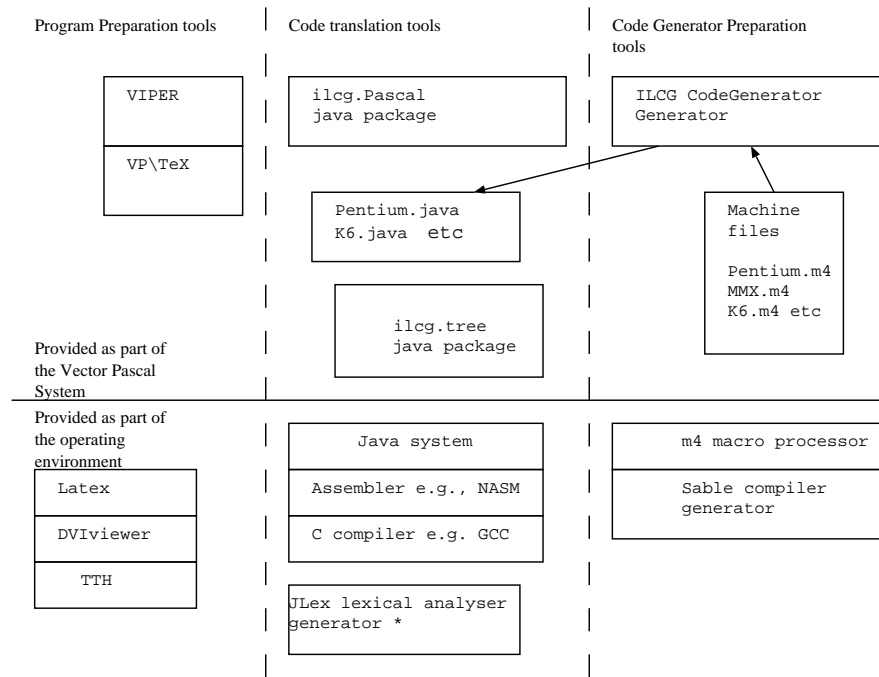 Program Preparation tools
Code translation tools
Code Generator Preparation
tools
VIPER
VP\TeX
ilcg.Pascal
java package
ILCG CodeGenerator
Generator
Pentium.java
K6.java etc
Machine
files
Pentium.m4
MMX.m4
K6.m4 etc
ilcg.tree
java package
Provided as part of
the Vector Pascal
System
Provided as part of
the operating
environment
Latex
DVIviewer
TTH
Java system
Assembler e.g., NASM
C compiler e.g. GCC
JLex lexical analyser
generator *
m4 macro processor
Sable compiler
generator